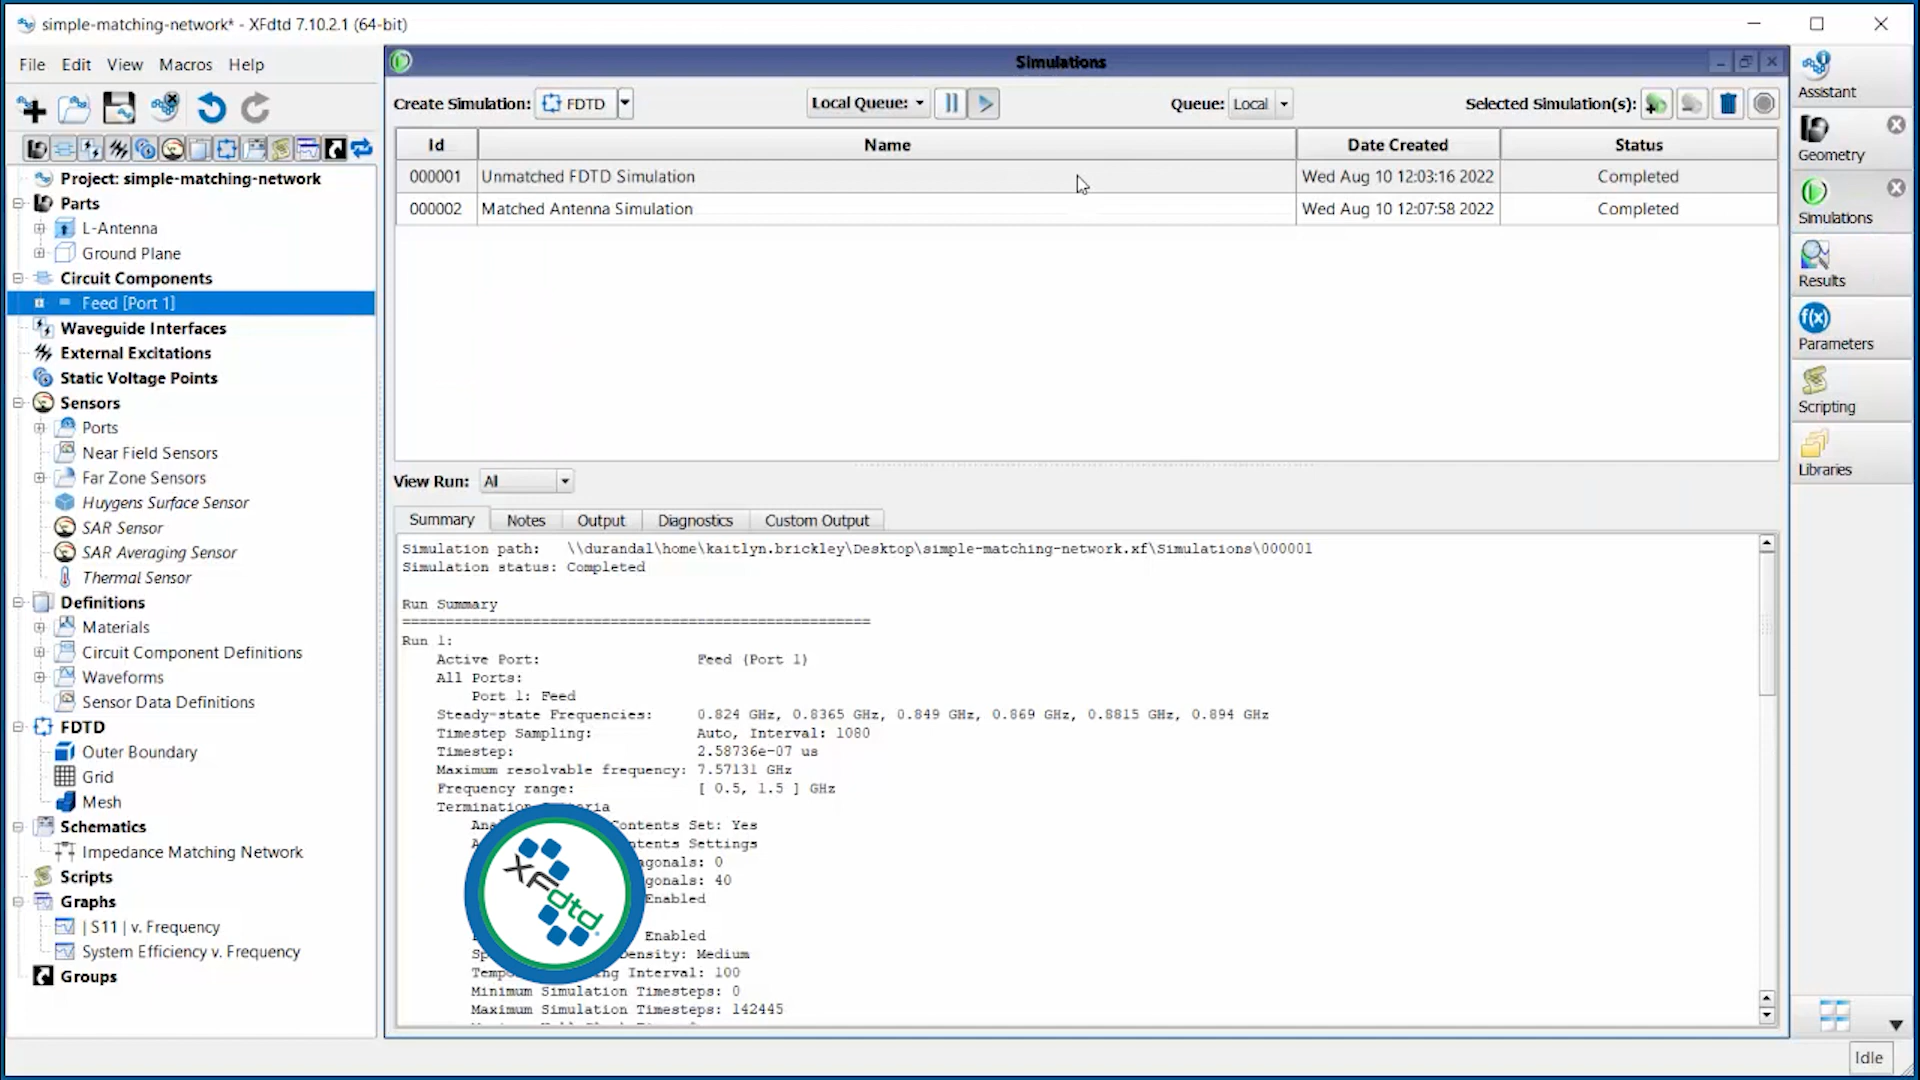 simple-matching-network* - XFdtd 7.10.2.1 (64-bit)
File Edit View Macros Help
Project: simple-matching-network
Parts
L-Antenna
Ground Plane
Circuit Components
Feed [Port 1]
Waveguide Interfaces
External Excitations
Static Voltage Points
Sensors
Ports
Near Field Sensors
Far Zone Sensors
Huygens Surface Sensor
SAR Sensor
SAR Averaging Sensor
Thermal Sensor
Definitions
Materials
Circuit Component Definitions
Waveforms
Sensor Data Definitions
FDTD
Outer Boundary
Grid
Mesh
Schematics
Impedance Matching Network
Scripts
Graphs
|S11| v. Frequency
System Efficiency v. Frequency
Groups
Simulations
Create Simulation: FDTD Local Queue: Queue: Local Selected Simulation(s):
Id Name Date Created Status
000001 Unmatched FDTD Simulation Wed Aug 10 12:03:16 2022 Completed
000002 Matched Antenna Simulation Wed Aug 10 12:07:58 2022 Completed
View Run: All
Summary Notes Output Diagnostics Custom Output
Simulation path: \\durandal\home\kaitlyn.brickley\Desktop\simple-matching-network.xf\Simulations\000001
Simulation status: Completed
Run Summary
====================================================
Run 1:
Active Port: Feed (Port 1)
All Ports:
Port 1: Feed
Steady-state Frequencies: 0.824 GHz, 0.8365 GHz, 0.849 GHz, 0.869 GHz, 0.8815 GHz, 0.894 GHz
Timestep Sampling: Auto, Interval: 1080
Timestep: 2.58736e-07 us
Maximum resolvable frequency: 7.57131 GHz
Frequency range: [ 0.5, 1.5 ] GHz
Termination
Contents Set: Yes
Settings
0
40
Enabled
Enabled
Medium
Interval: 100
Minimum Simulation Timesteps: 0
Maximum Simulation Timesteps: 142445
XFdtd
Assistant
Geometry
Simulations
Results
f(x)
Parameters
Scripting
Libraries
Idle